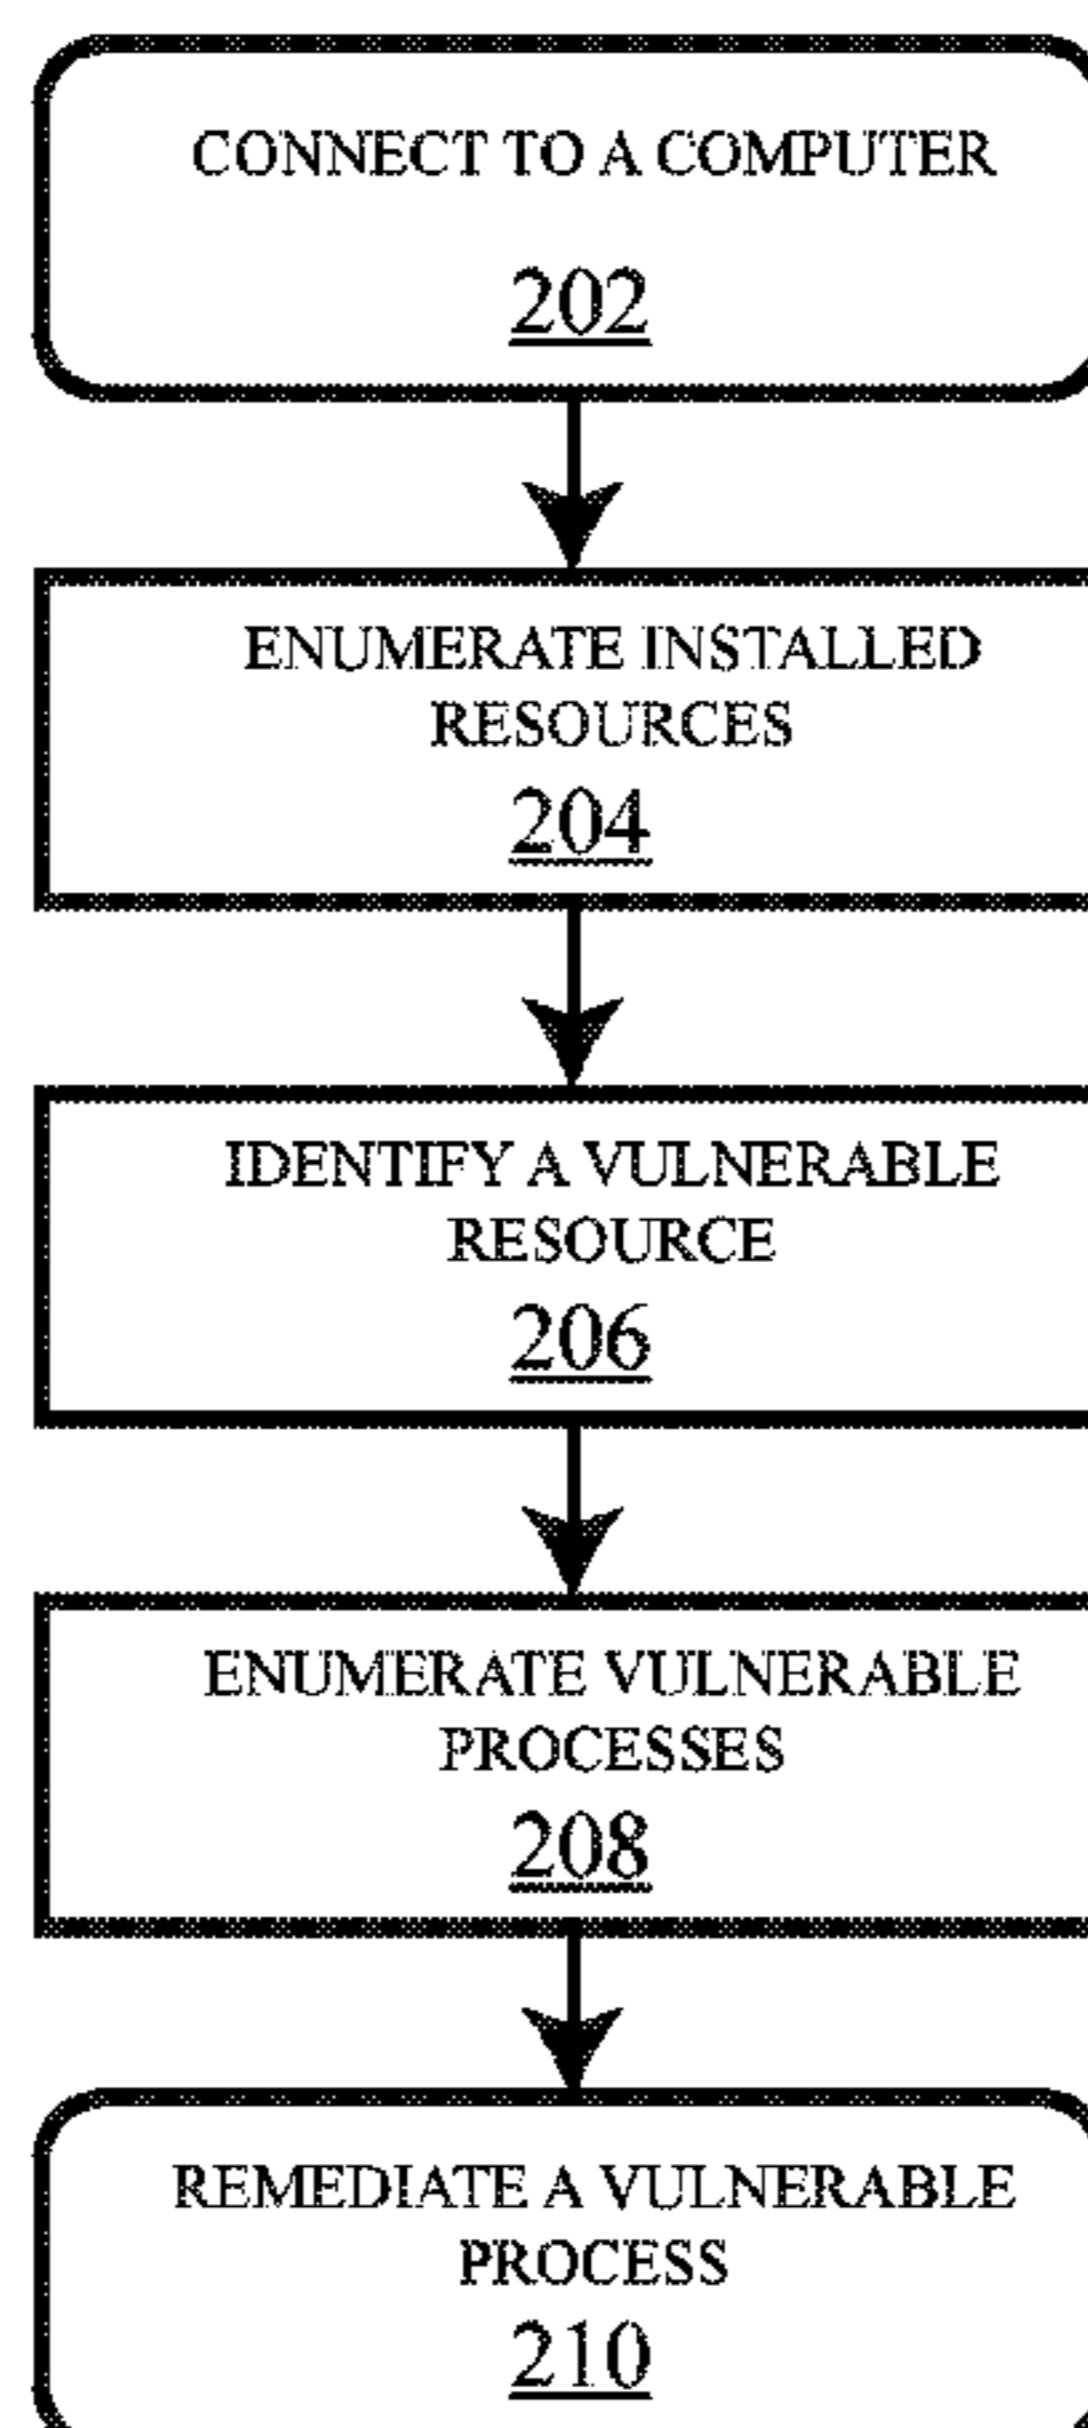 CONNECT TO A COMPUTER
202
ENUMERATE INSTALLED
RESOURCES
204
IDENTIFY A VULNERABLE
RESOURCE
206
ENUMERATE VULNERABLE
PROCESSES
208
REMEDIATE A VULNERABLE
PROCESS
210